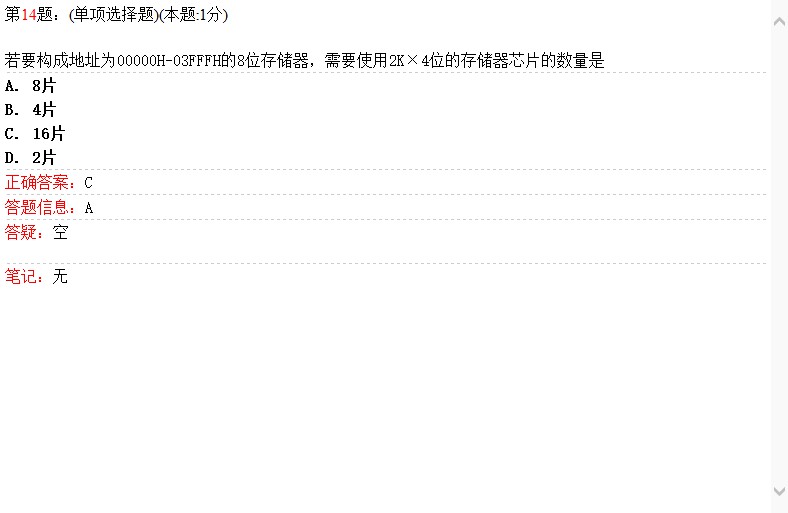 第14题：(单项选择题)(本题:1分)
若要构成地址为00000H-03FFFH的8位存储器，需要使用2K×4位的存储器芯片的数量是
A. 8片
B. 4片
C. 16片
D. 2片
正确答案：C
答题信息：A
答疑：空
笔记：无